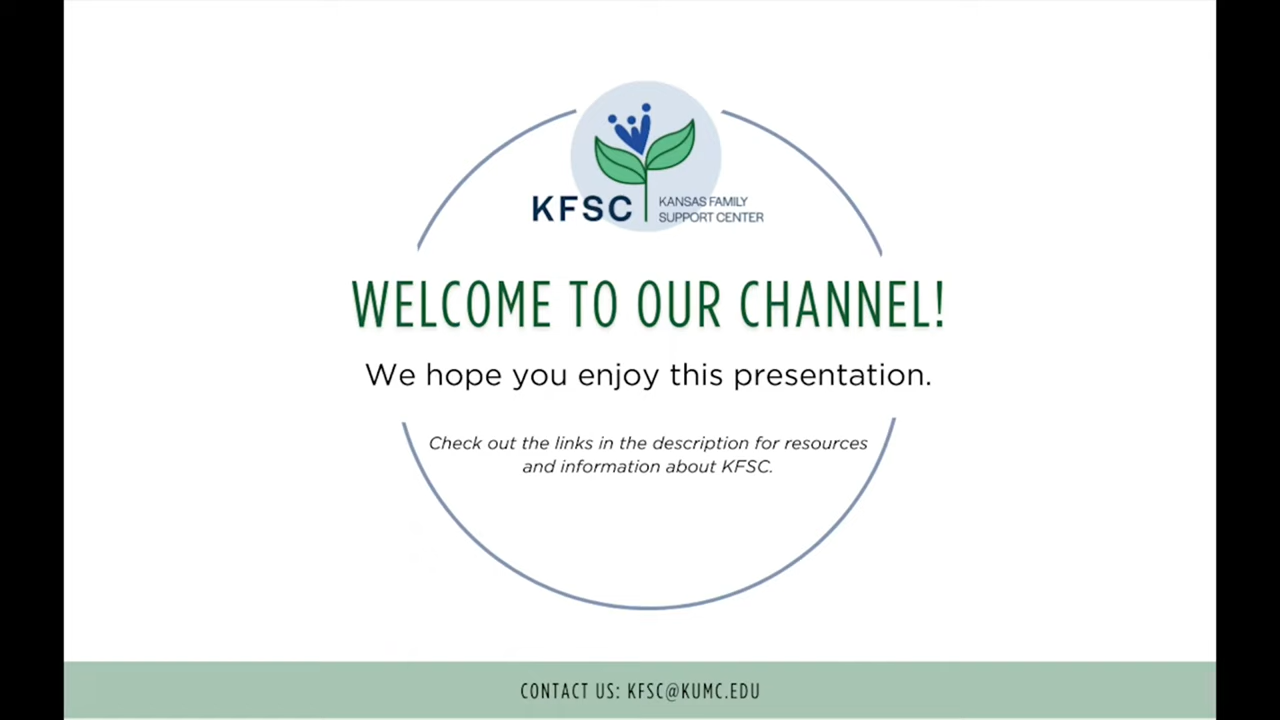 KFSC
KANSAS FAMILY
SUPPORT CENTER
WELCOME TO OUR CHANNEL!
We hope you enjoy this presentation.
Check out the links in the description for resources
and information about KFSC.
CONTACT US: KFSC@KUMC.EDU